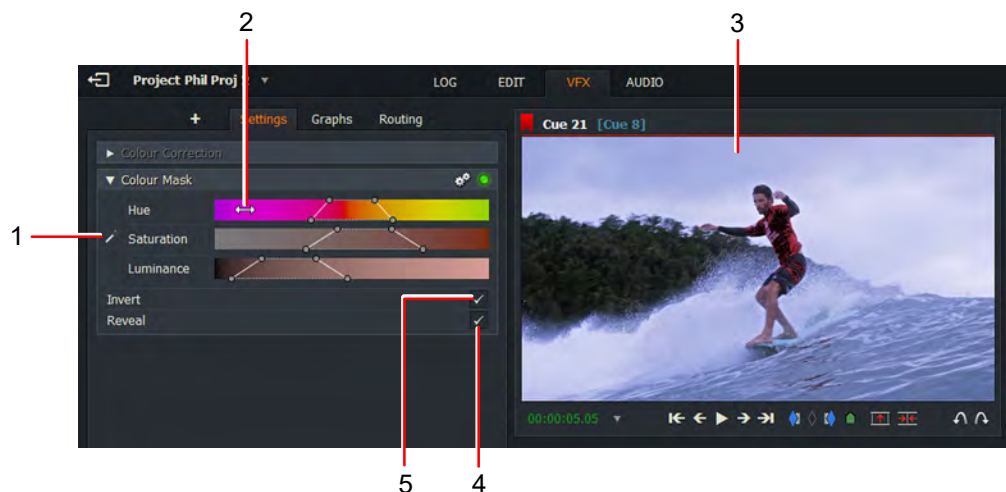 2
3
Project Phil Proj 2
LOG
EDIT
VFX
AUDIO
+ Settings Graphs Routing
Cue 21 [Cue 8]
Colour Correction
Colour Mask
Hue
1
Saturation
Luminance
Invert
Reveal
00:00:05.05
5
4